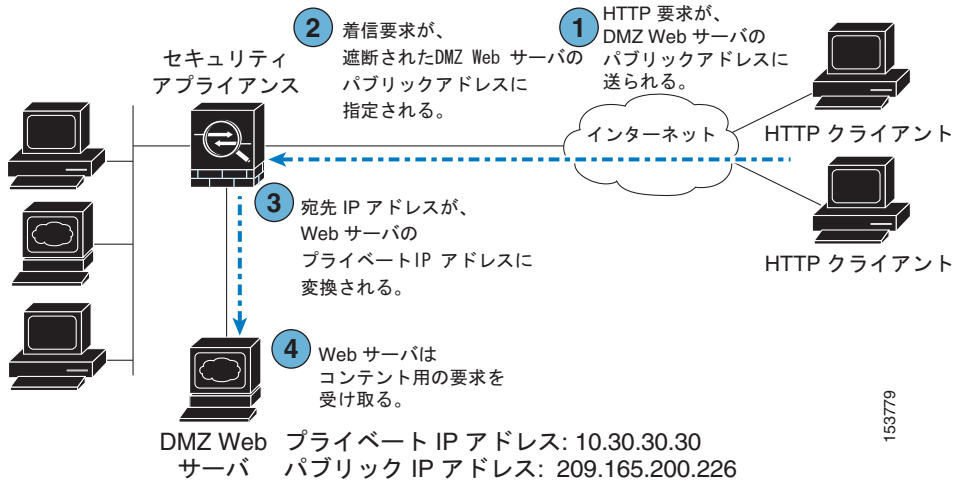 1
HTTP 要求が、
DMZ Web サーバの
パブリックアドレスに
送られる。
2
着信要求が、
遮断されたDMZ Web サーバの
パブリックアドレスに
指定される。
セキュリティ
アプライアンス
インターネット
HTTP クライアント
HTTP クライアント
3
宛先 IP アドレスが、
Web サーバの
プライベートIP アドレスに
変換される。
4
Web サーバは
コンテント用の要求を
受け取る。
DMZ Web
サーバ
プライベート IP アドレス: 10.30.30.30
パブリック IP アドレス: 209.165.200.226
153779